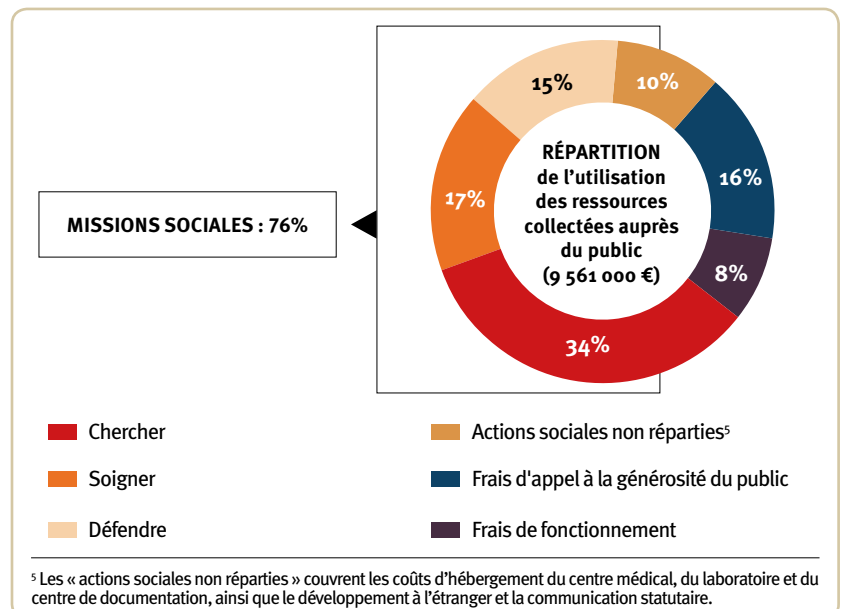 15%
10%
17%
16%
8%
34%
RÉPARTITION
de l’utilisation
des ressources
collectées auprès
du public
(9 561 000 €)
MISSIONS SOCIALES : 76%
Chercher
Soigner
Défendre
Actions sociales non réparties⁵
Frais d'appel à la générosité du public
Frais de fonctionnement
⁵ Les « actions sociales non réparties » couvrent les coûts d’hébergement du centre médical, du laboratoire et du
centre de documentation, ainsi que le développement à l’étranger et la communication statutaire.